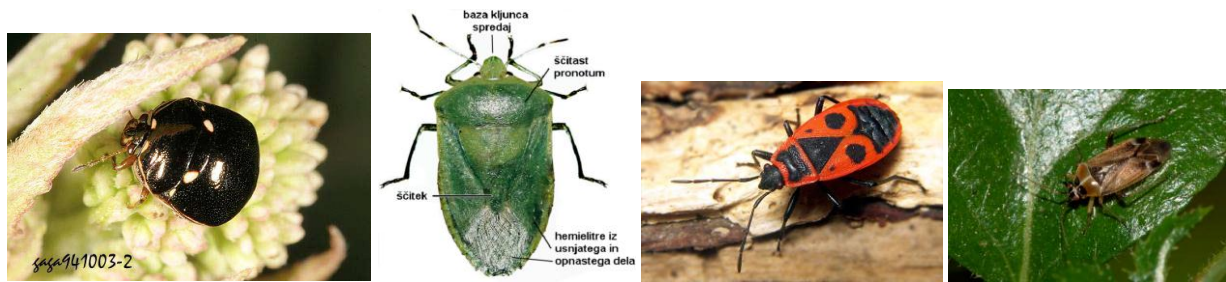 gaga941003-2
baza kljunca
spredaj
ščitast
pronotum
ščitek
hemielitre iz
usnjatega in
opnastega dela